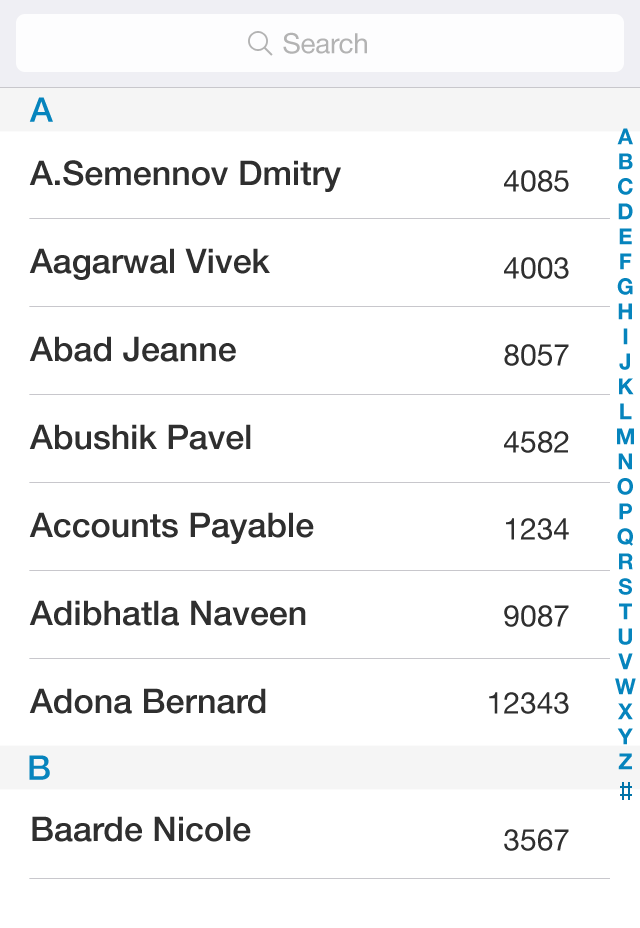 Search
A
A.Semennov Dmitry 4085
Aagarwal Vivek 4003
Abad Jeanne 8057
Abushik Pavel 4582
Accounts Payable 1234
Adibhatla Naveen 9087
Adona Bernard 12343
B
Baarde Nicole 3567
A
B
C
D
E
F
G
H
I
J
K
L
M
N
O
P
Q
R
S
T
U
V
W
X
Y
Z
#